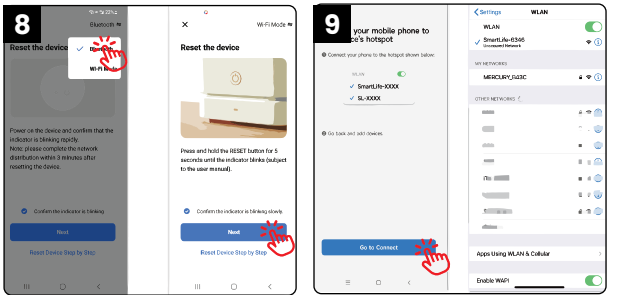 8
Bluetooth
Reset the device
Bluetooth
Wi-Fi Mode
Power on the device and confirm that the
indicator is blinking rapidly.
Note: please complete the network
distribution within 3 minutes after
resetting the device.
Confirm the indicator is blinking
Next
Reset Device Step by Step
Wi-Fi Mode
Reset the device
Press and hold the RESET button for 5
seconds until the indicator blinks (subject
to the user manual).
Confirm the indicator is blinking slowly
Next
Reset Device Step by Step
9
your mobile phone to
ce's hotspot
Connect your phone to the hotspot shown below:
WLAN
SmartLife-XXXX
SL-XXXX
Go back and add devices.
Go to Connect
Settings
WLAN
WLAN
SmartLife-6346
Unsecured Network
MY NETWORKS
MERCURY_B43C
OTHER NETWORKS
Apps Using WLAN & Cellular
Enable WAPI